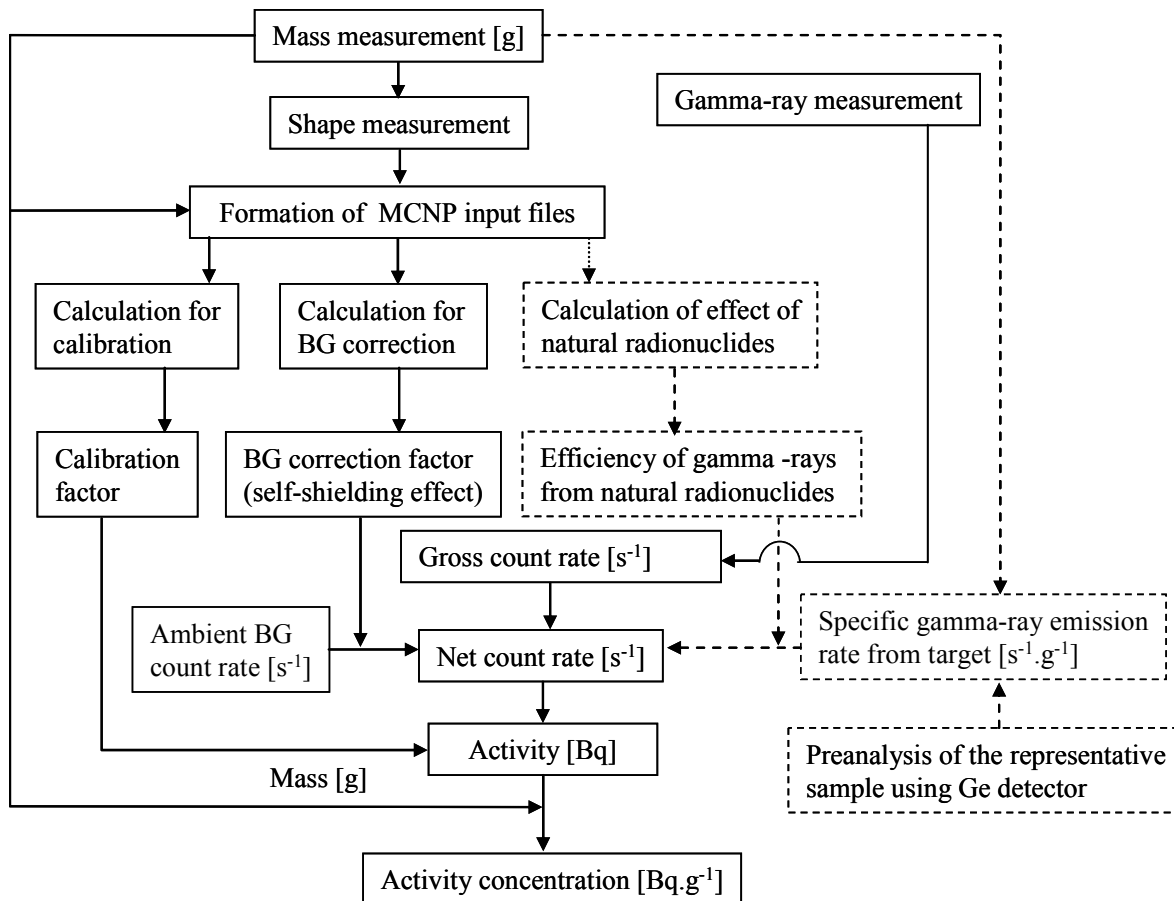 Mass measurement [g]
Gamma-ray measurement
Shape measurement
Formation of MCNP input files
Calculation for
calibration
Calculation for
BG correction
Calculation of effect of
natural radionuclides
Calibration
factor
BG correction factor
(self-shielding effect)
Efficiency of gamma -rays
from natural radionuclides
Gross count rate [s⁻¹]
Ambient BG
count rate [s⁻¹]
Net count rate [s⁻¹]
Specific gamma-ray emission
rate from target [s⁻¹.g⁻¹]
Activity [Bq]
Preanalysis of the representative
sample using Ge detector
Mass [g]
Activity concentration [Bq.g⁻¹]